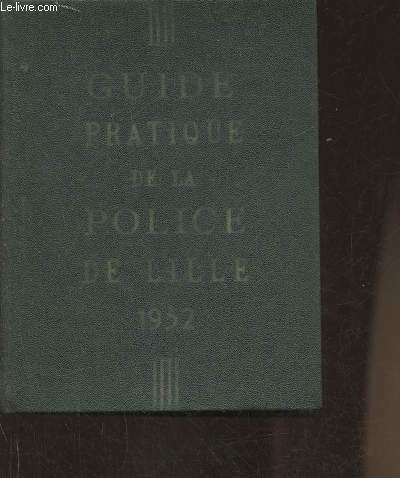 Le-livre.com
GUIDE
PRATIQUE
DE LA
POLICE
DE LILLE
1952